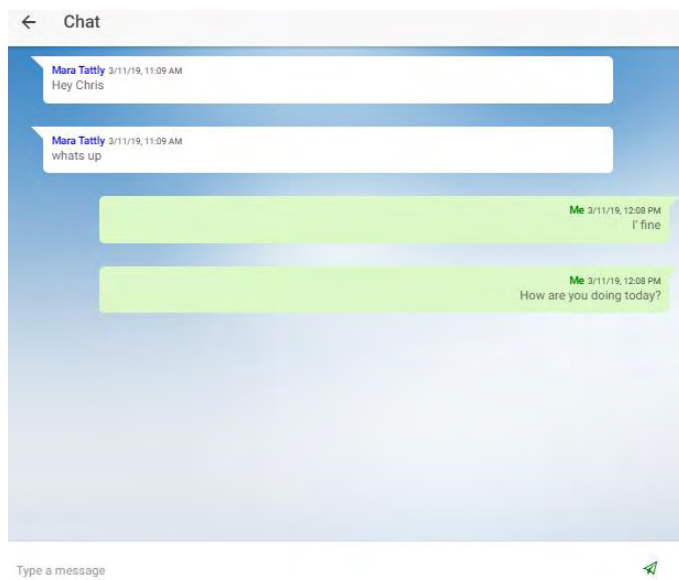 Chat
Mara Tattly 3/11/19, 11:09 AM
Hey Chris
Mara Tattly 3/11/19, 11:09 AM
whats up
Me 3/11/19, 12:08 PM
I' fine
Me 3/11/19, 12:08 PM
How are you doing today?
Type a message